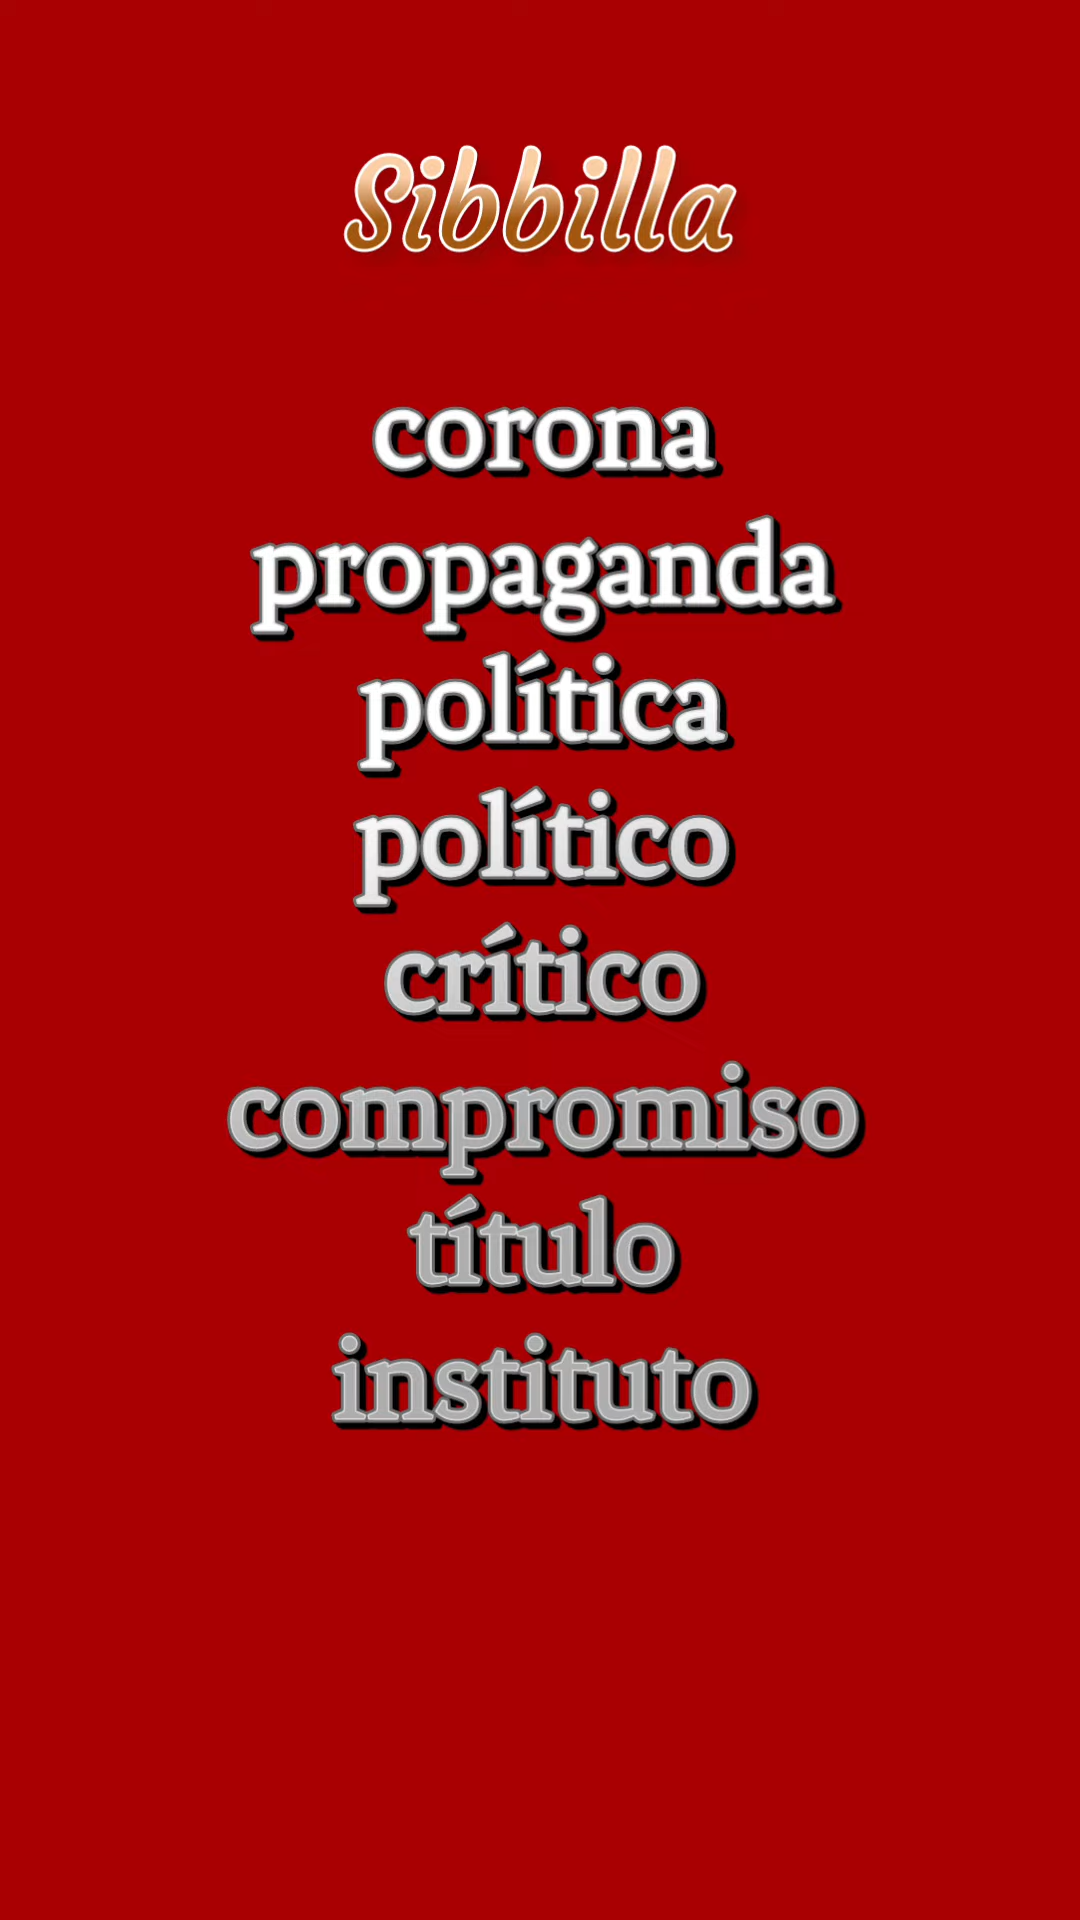 Sibbilla
corona
propaganda
política
político
crítico
compromiso
título
instituto